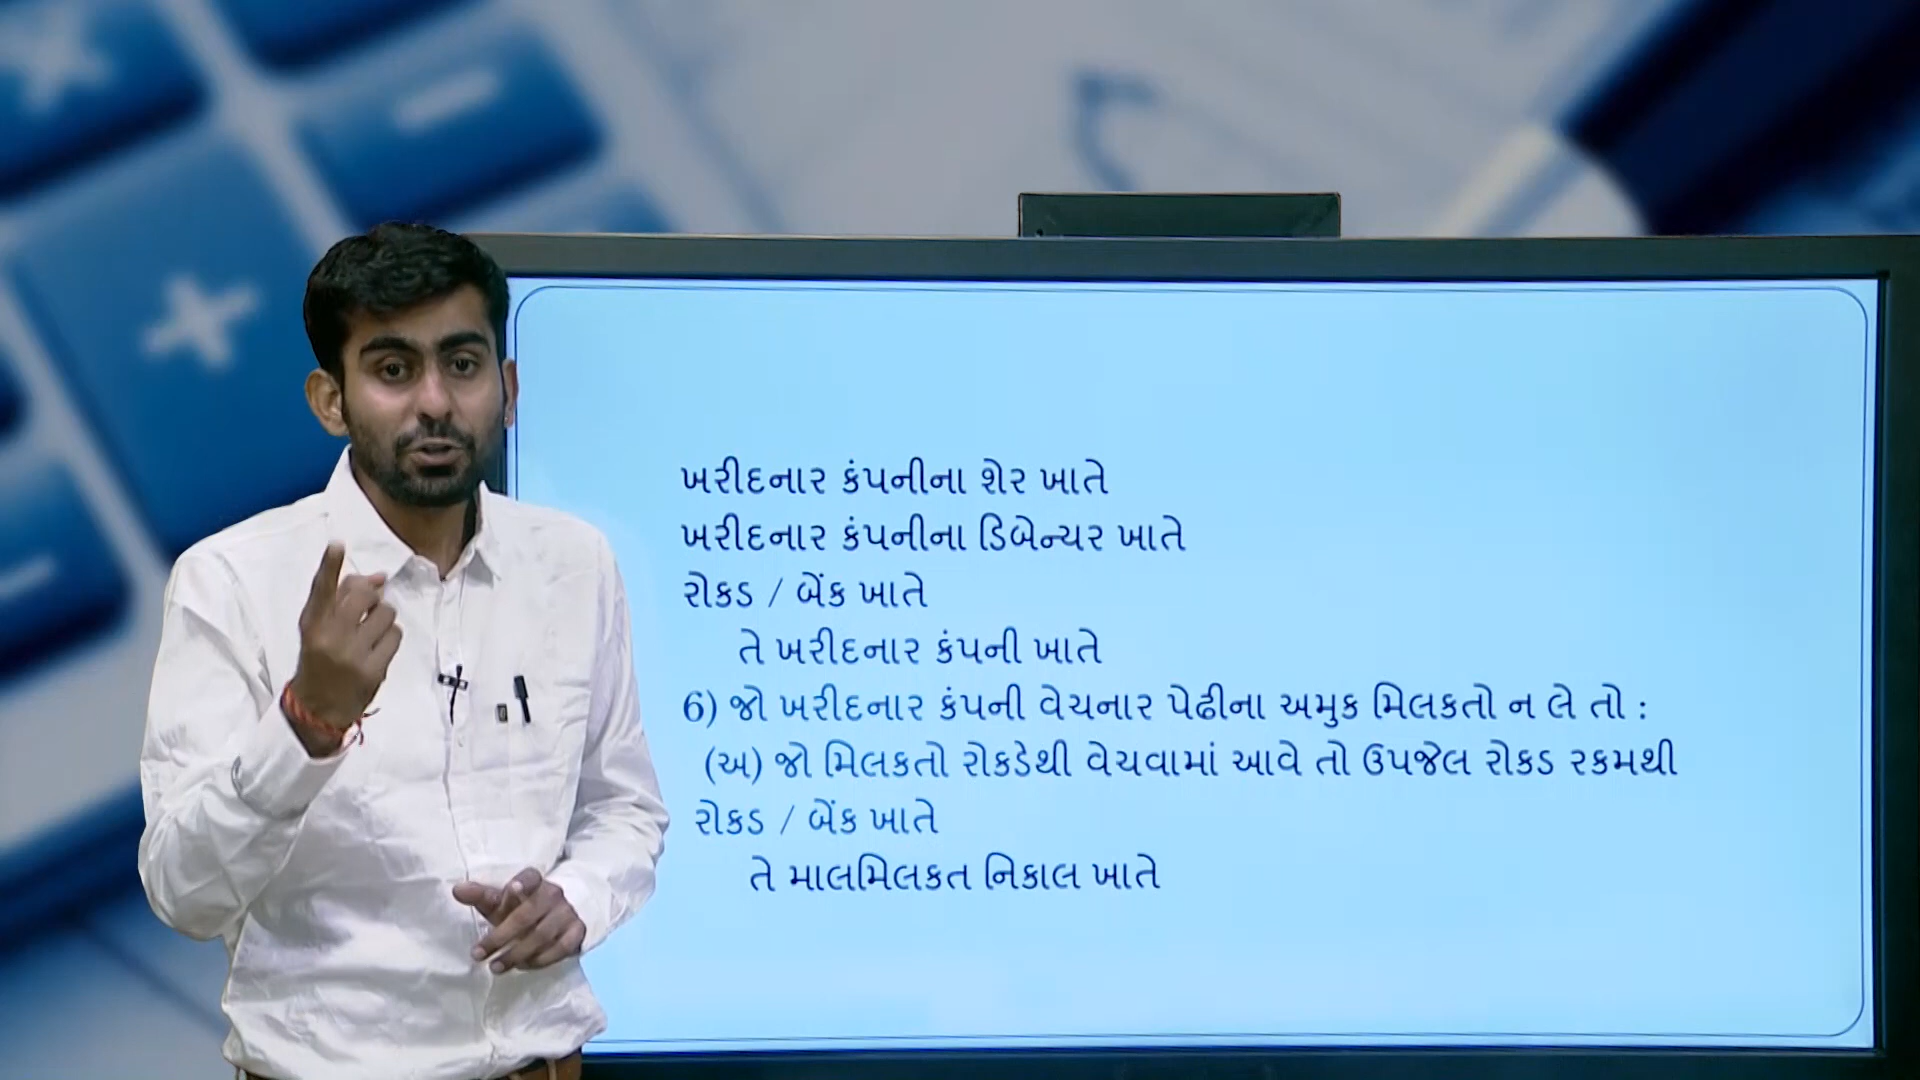 ખરીદનાર કંપનીના શેર ખાતે
ખરીદનાર કંપનીના ડિબેન્ચર ખાતે
રોકડ / બેંક ખાતે
તે ખરીદનાર કંપની ખાતે
6) જો ખરીદનાર કંપની વેચનાર પેઢીના અમુક મિલકતો ન લે તો :
(અ) જો મિલકતો રોકડેથી વેચવામાં આવે તો ઉપજેલ રોકડ રકમથી
રોકડ / બેંક ખાતે
તે માલમિલકત નિકાલ ખાતે